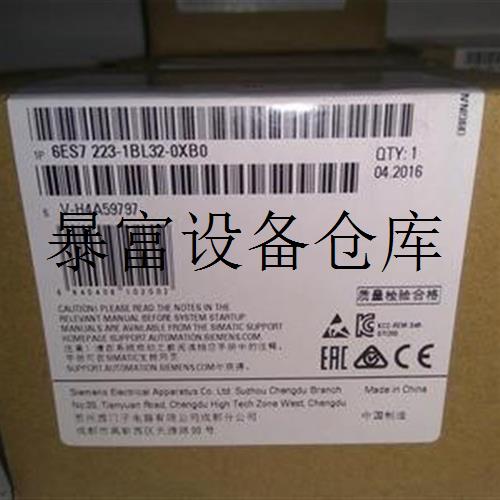 1P 6ES7 223-1BL32-0XB0
QTY: 1
04.2016
S V-H4A59797
暴富设备仓库
CAUTION! PLEASE READ THE NOTES IN THE
RELEVANT MANUAL BEFORE SYSTEM STARTUP
MANUALS ARE AVAILABLE FROM THE SIMATIC SUPPORT
HOMEPAGE SUPPORT.AUTOMATION.SIEMENS.COM
SUPPORT.AUTOMATION.SIEMENS.COM
质量检验合格
EAC
CE
Siemens Electrical Apparatus Co. Ltd. Suzhou Chengdu Branch
Made in China
No.20, Tianyuan Road, Chengdu High Tech Zone West, Chengdu
中国制造